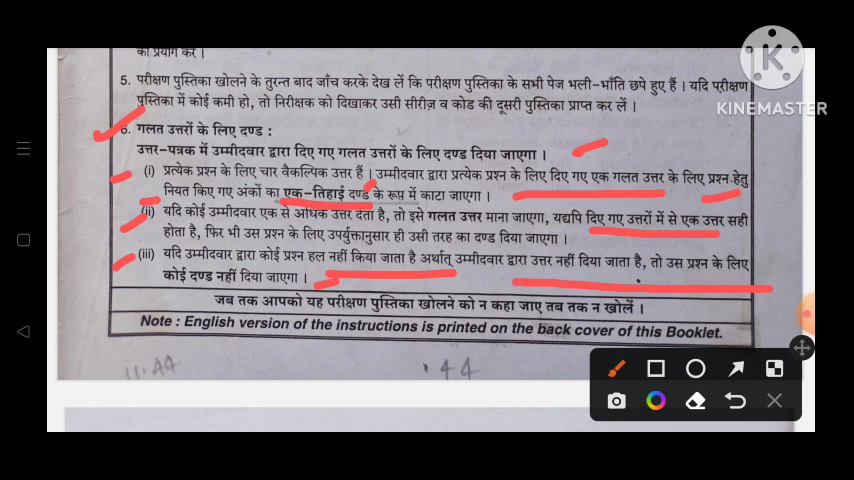 का प्रयोग करें ।
5. परीक्षण पुस्तिका खोलने के तुरन्त बाद जाँच करके देख लें कि परीक्षण पुस्तिका के सभी पेज भली-भाँति छपे हुए हैं । यदि परीक्षण
पुस्तिका में कोई कमी हो, तो निरीक्षक को दिखाकर उसी सीरीज़ व कोड की दूसरी पुस्तिका प्राप्त कर लें ।
KINEMASTER
6. गलत उत्तरों के लिए दण्ड :
उत्तर-पत्रक में उम्मीदवार द्वारा दिए गए गलत उत्तरों के लिए दण्ड दिया जाएगा ।
(i) प्रत्येक प्रश्न के लिए चार वैकल्पिक उत्तर हैं । उम्मीदवार द्वारा प्रत्येक प्रश्न के लिए दिए गए एक गलत उत्तर के लिए प्रश्न हेतु
नियत किए गए अंकों का एक-तिहाई दण्ड के रूप में काटा जाएगा ।
(ii) यदि कोई उम्मीदवार एक से अधिक उत्तर देता है, तो इसे गलत उत्तर माना जाएगा, यद्यपि दिए गए उत्तरों में से एक उत्तर सही
होता है, फिर भी उस प्रश्न के लिए उपर्युक्तानुसार ही उसी तरह का दण्ड दिया जाएगा ।
(iii) यदि उम्मीदवार द्वारा कोई प्रश्न हल नहीं किया जाता है अर्थात् उम्मीदवार द्वारा उत्तर नहीं दिया जाता है, तो उस प्रश्न के लिए
कोई दण्ड नहीं दिया जाएगा ।
जब तक आपको यह परीक्षण पुस्तिका खोलने को न कहा जाए तब तक न खोलें ।
Note : English version of the instructions is printed on the back cover of this Booklet.
11.44
.44